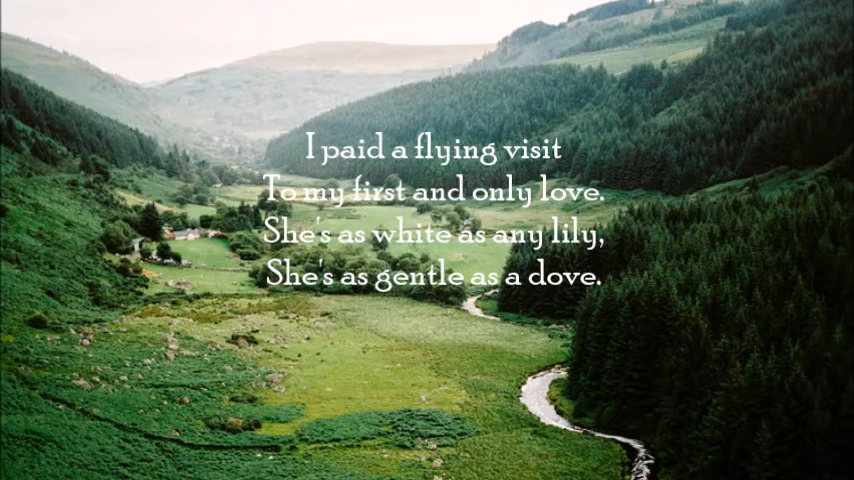 I paid a flying visit
To my first and only love.
She's as white as any lily,
She's as gentle as a dove.